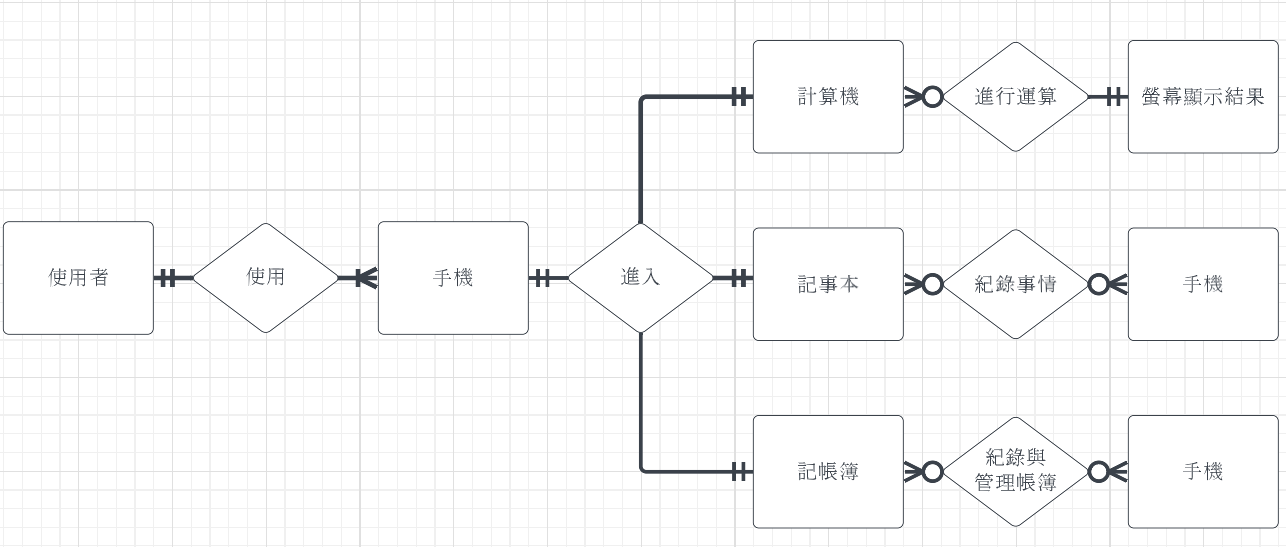 計算機
進行運算
螢幕顯示結果
使用者
使用
手機
進入
記事本
紀錄事情
手機
記帳簿
紀錄與
管理帳簿
手機